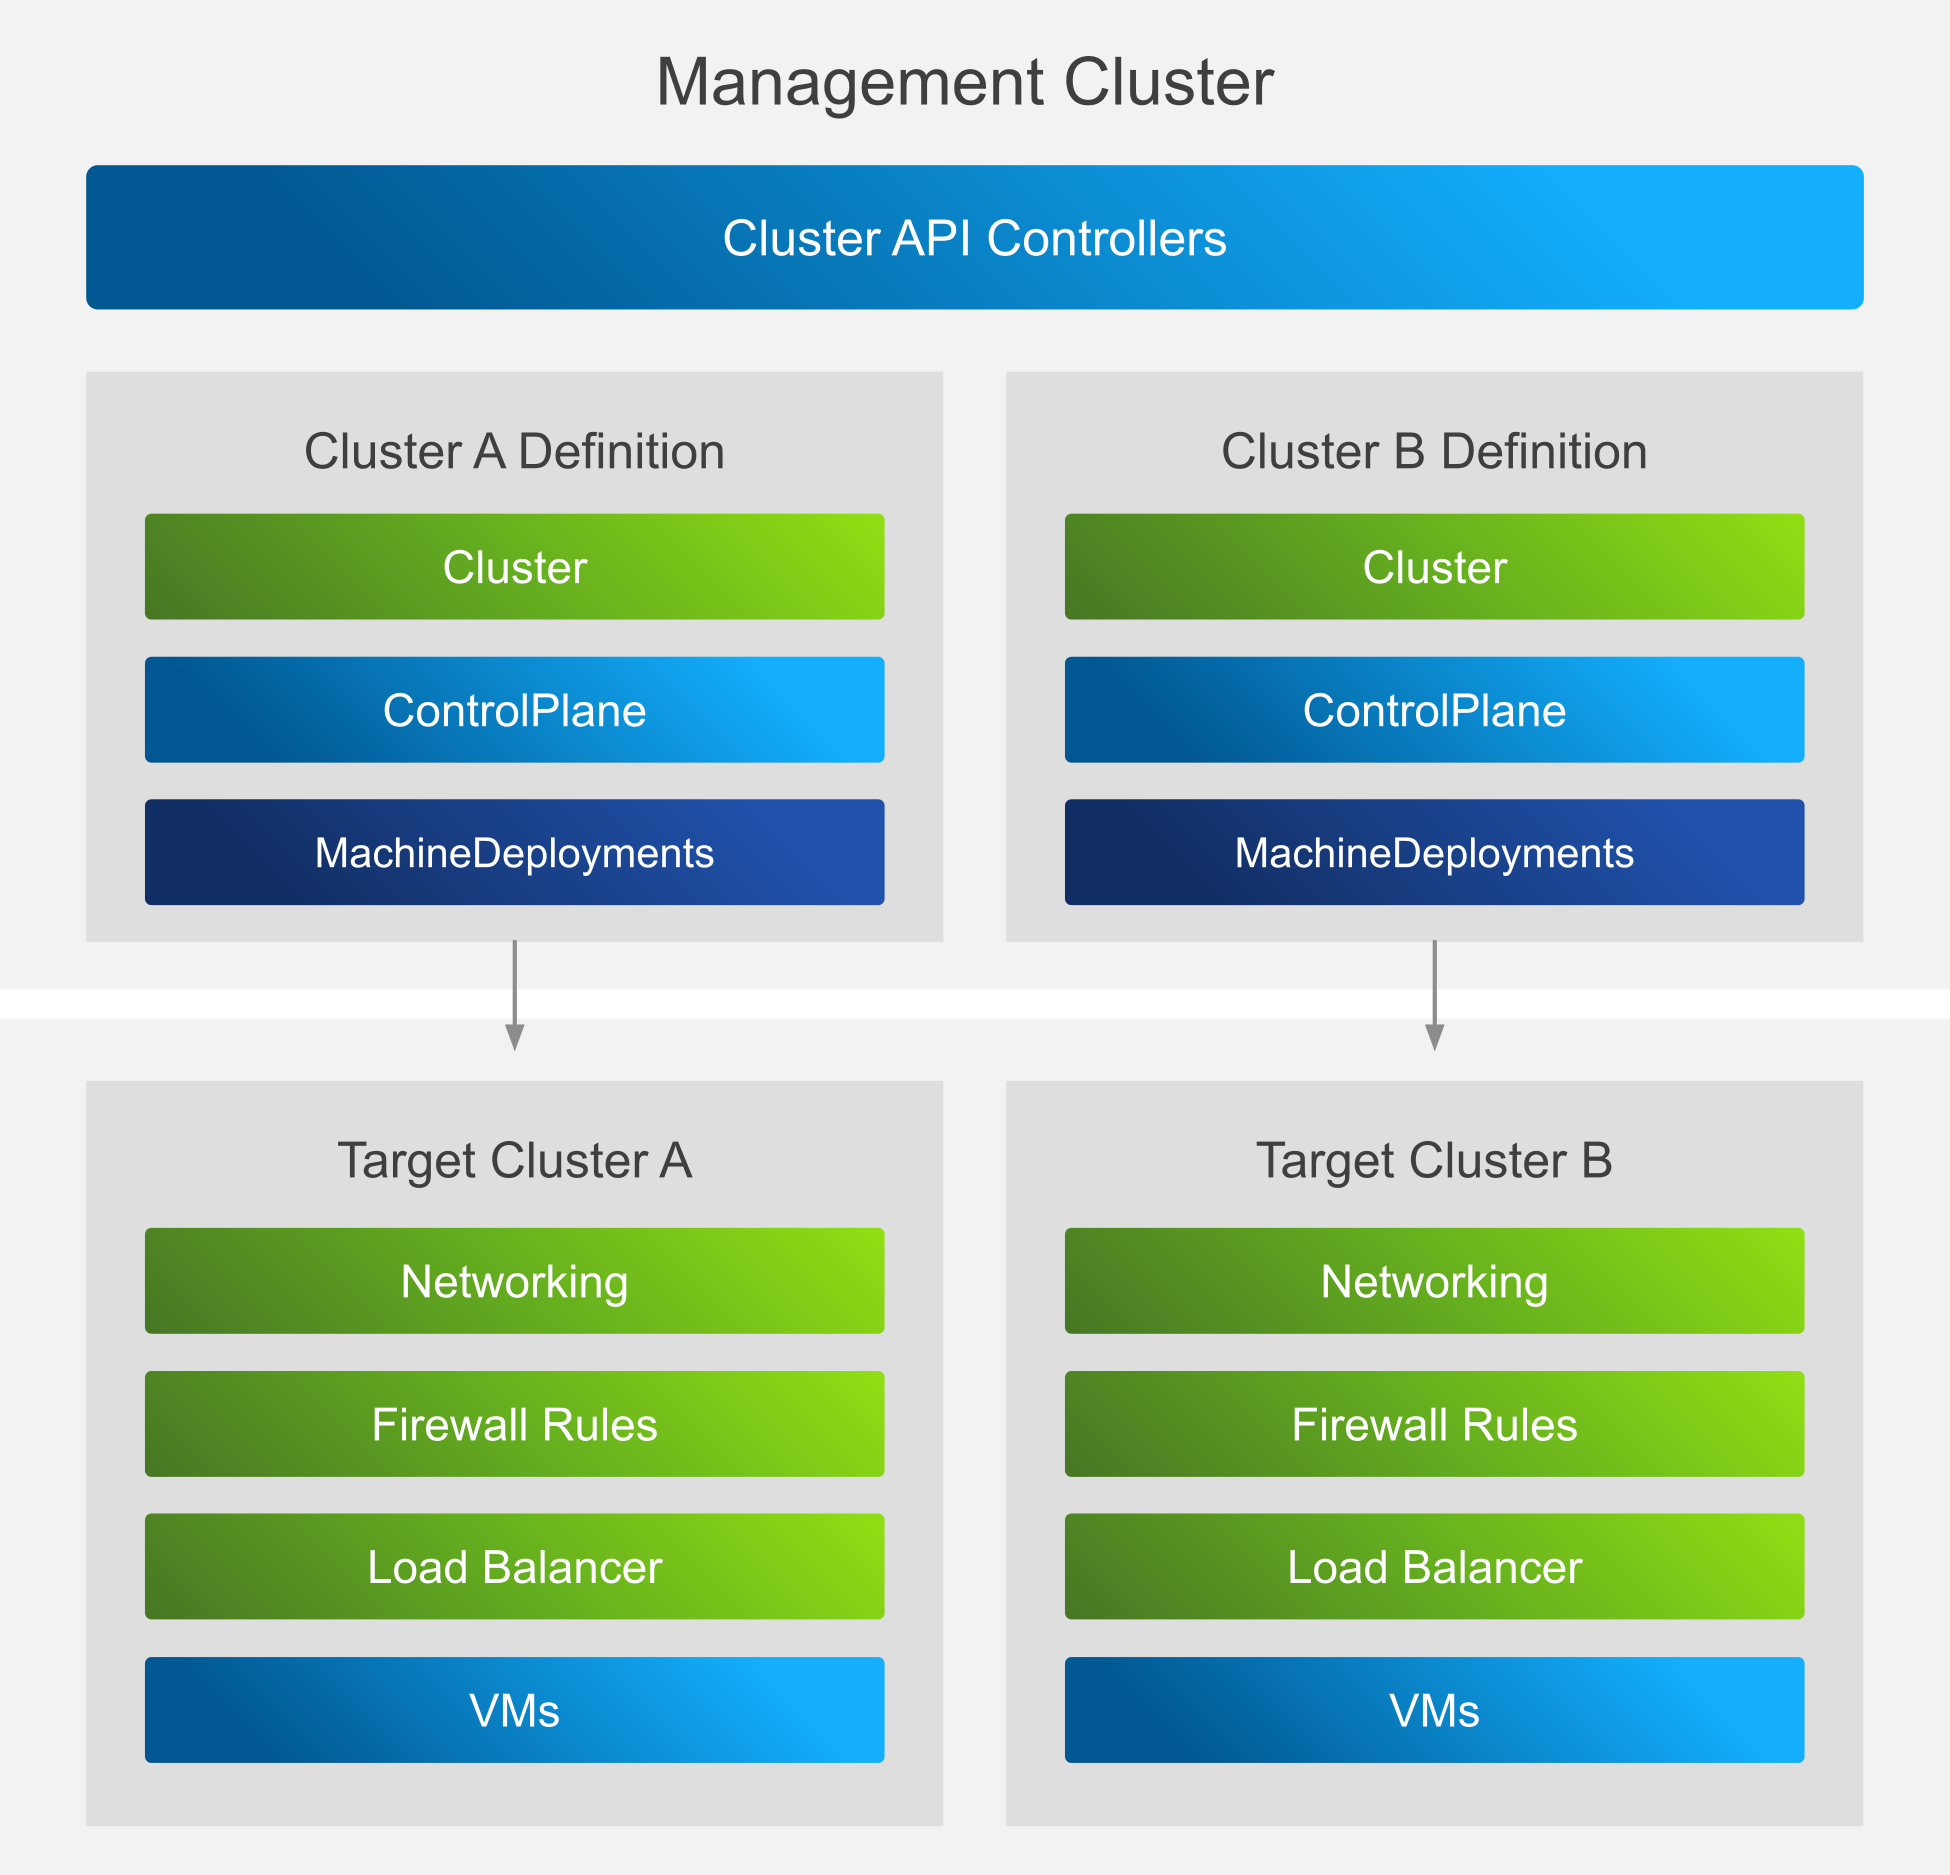 Management Cluster
Cluster API Controllers
Cluster A Definition
Cluster
ControlPlane
MachineDeployments
Cluster B Definition
Cluster
ControlPlane
MachineDeployments
Target Cluster A
Networking
Firewall Rules
Load Balancer
VMs
Target Cluster B
Networking
Firewall Rules
Load Balancer
VMs